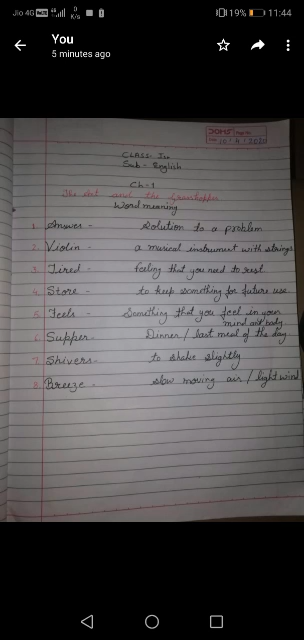 Jio 4G
19%
11:44
You
5 minutes ago
CLASS- Iu
Sub - English
Ch-1
The Ant and the Grasshopper
Word meaning
1. Answer - Solution to a problem
2. Violin - a musical instrument with strings
3. Tired - feeling that you need to rest
4. Store - to keep something for future use
5. Feels - Something that you feel in your
mind and body
6. Supper - Dinner / last meal of the day
7. Shivers - to shake slightly
8. Breeze - slow moving air / light wind